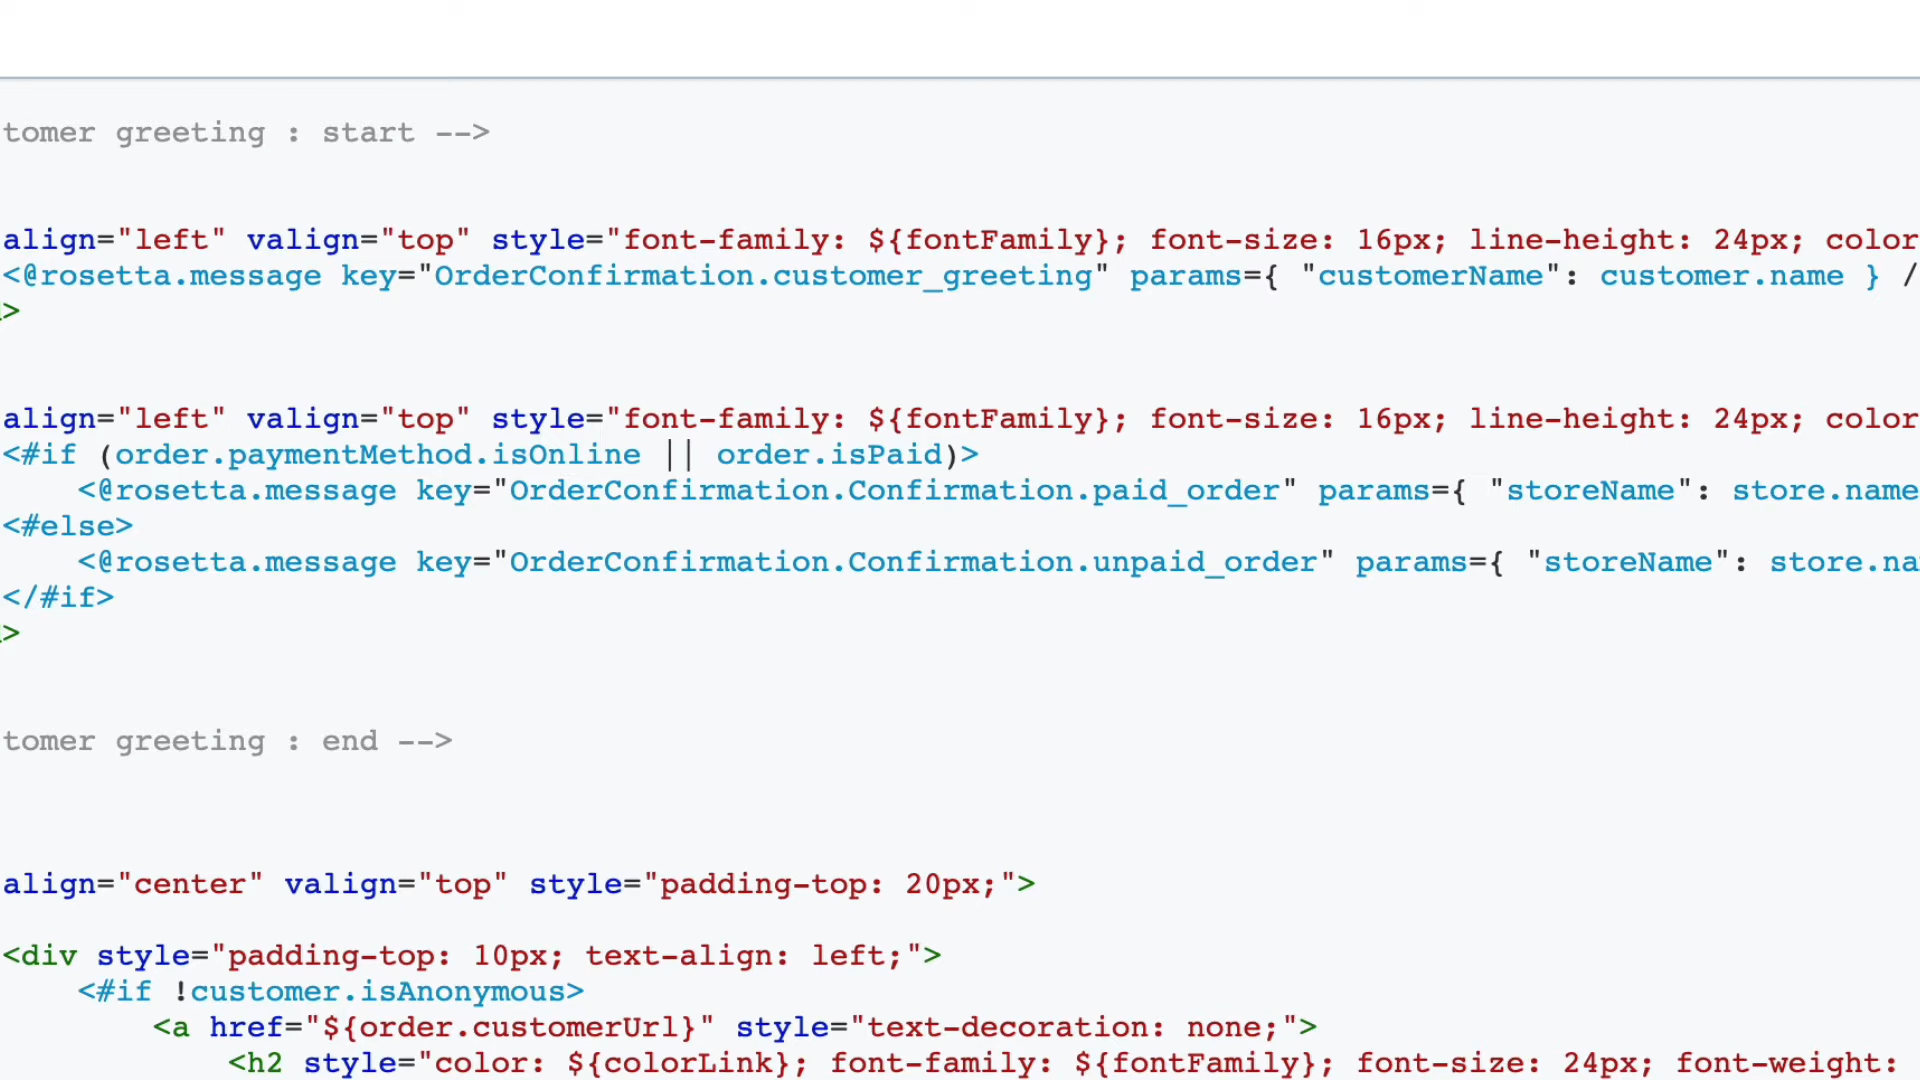 tomer greeting : start -->
align="left" valign="top" style="font-family: ${fontFamily}; font-size: 16px; line-height: 24px; color
<@rosetta.message key="OrderConfirmation.customer_greeting" params={ "customerName": customer.name } /
>
align="left" valign="top" style="font-family: ${fontFamily}; font-size: 16px; line-height: 24px; color
<#if (order.paymentMethod.isOnline || order.isPaid)>
<@rosetta.message key="OrderConfirmation.Confirmation.paid_order" params={ "storeName": store.name
<#else>
<@rosetta.message key="OrderConfirmation.Confirmation.unpaid_order" params={ "storeName": store.na
</#if>
>
tomer greeting : end -->
align="center" valign="top" style="padding-top: 20px;">
<div style="padding-top: 10px; text-align: left;">
<#if !customer.isAnonymous>
<a href="${order.customerUrl}" style="text-decoration: none;">
<h2 style="color: ${colorLink}; font-family: ${fontFamily}; font-size: 24px; font-weight: